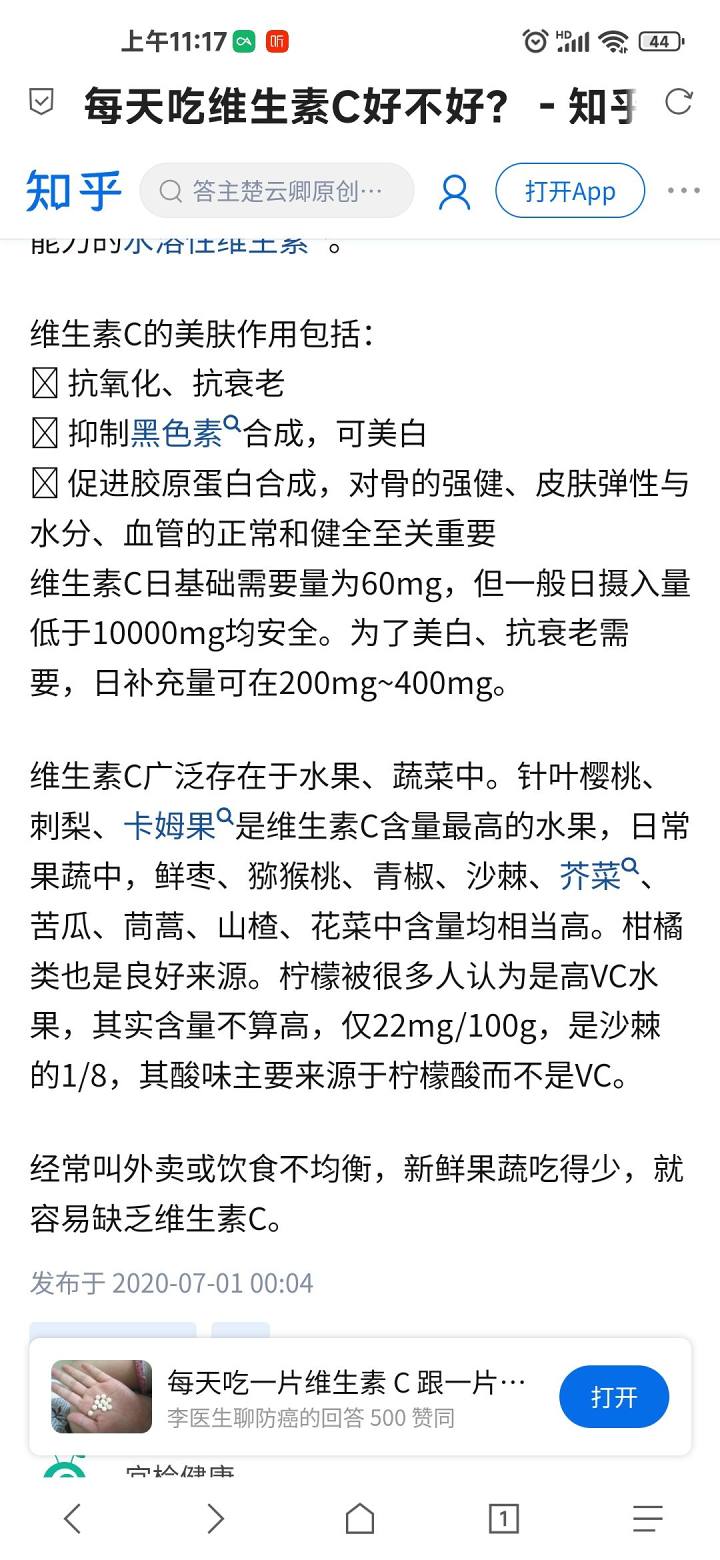 上午11:17
听
HD
44
每天吃维生素C好不好？ - 知乎
知乎
答主楚云卿原创…
打开App
能力的水溶性维生素。
维生素C的美肤作用包括：
抗氧化、抗衰老
抑制黑色素合成，可美白
促进胶原蛋白合成，对骨的强健、皮肤弹性与
水分、血管的正常和健全至关重要
维生素C日基础需要量为60mg，但一般日摄入量
低于10000mg均安全。为了美白、抗衰老需
要，日补充量可在200mg~400mg。
维生素C广泛存在于水果、蔬菜中。针叶樱桃、
刺梨、卡姆果是维生素C含量最高的水果，日常
果蔬中，鲜枣、猕猴桃、青椒、沙棘、芥菜、
苦瓜、茼蒿、山楂、花菜中含量均相当高。柑橘
类也是良好来源。柠檬被很多人认为是高VC水
果，其实含量不算高，仅22mg/100g，是沙棘
的1/8，其酸味主要来源于柠檬酸而不是VC。
经常叫外卖或饮食不均衡，新鲜果蔬吃得少，就
容易缺乏维生素C。
发布于 2020-07-01 00:04
每天吃一片维生素 C 跟一片…
李医生聊防癌的回答 500 赞同
打开
1